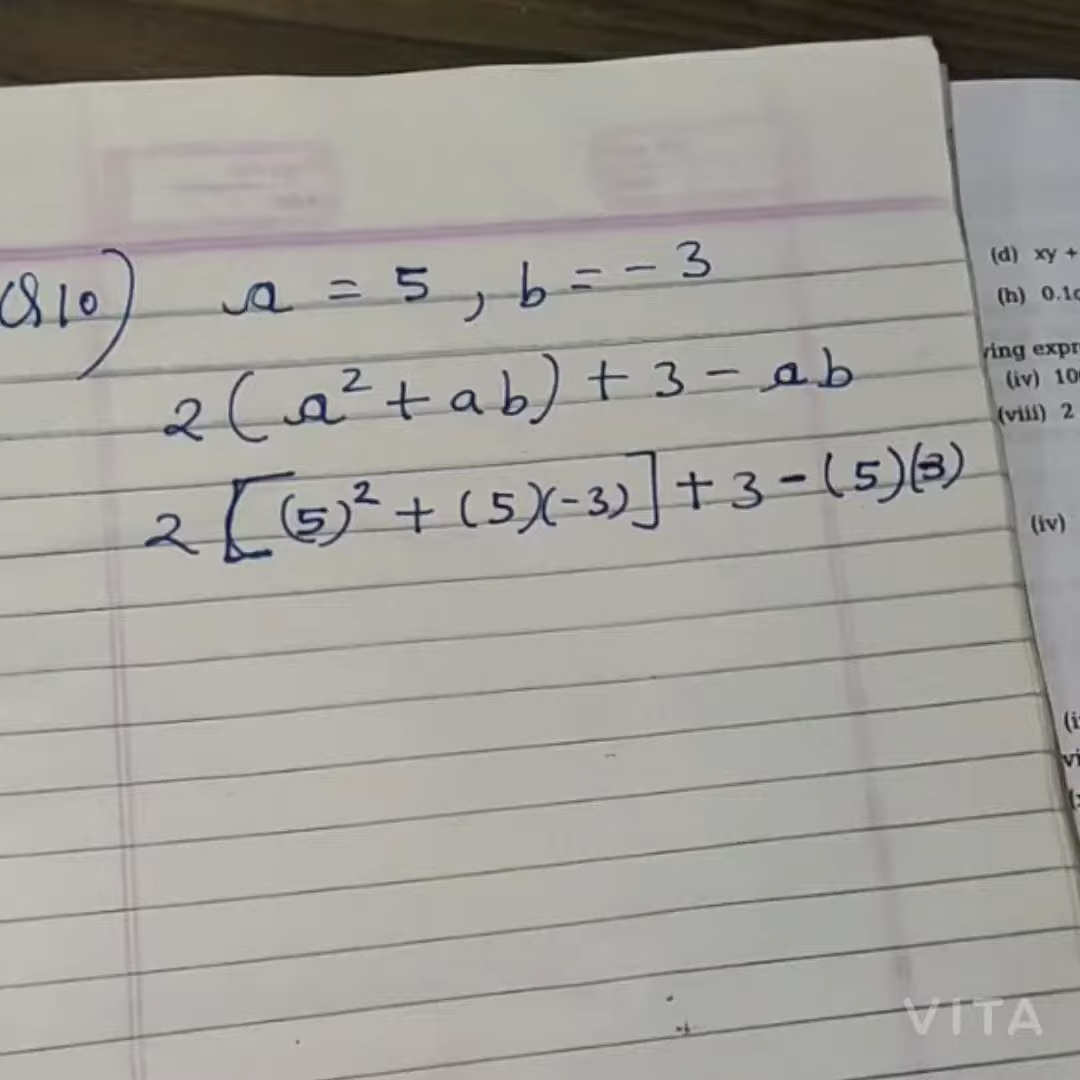 Q10) a = 5, b = -3
2(a² + ab) + 3 - ab
2[(5)² + (5)(-3)] + 3 - (5)(-3)
(d) xy +
(h) 0.1
ing expr
(iv) 10
(viii) 2
(iv)
VITA